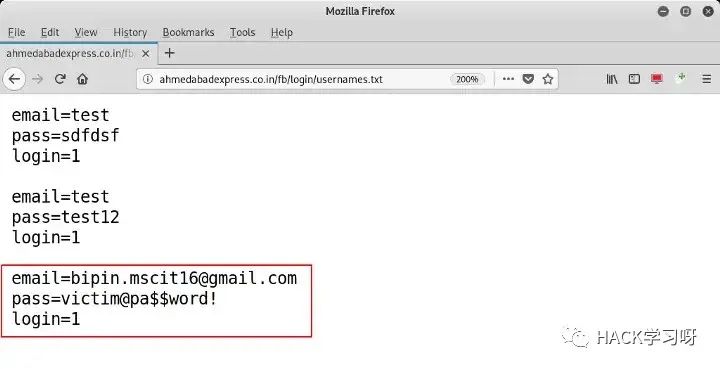 Mozilla Firefox
File Edit View History Bookmarks Tools Help
ahmedabadexpress.co.in/fb
ahmedabadexpress.co.in/fb/login/usernames.txt 200%
email=test
pass=sdfdsf
login=1
email=test
pass=test12
login=1
email=bipin.mscit16@gmail.com
pass=victim@pa$$word!
login=1
HACK学习呀